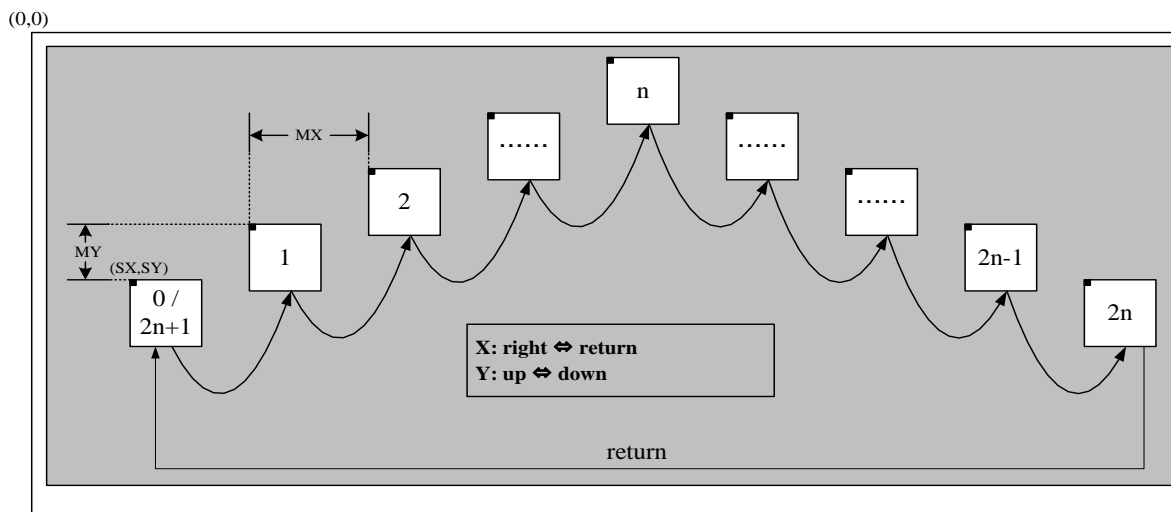 (0,0)
n
MX
......
......
2
......
1
2n-1
MY
(SX,SY)
0 /
2n+1
2n
X: right ⇔ return
Y: up ⇔ down
return